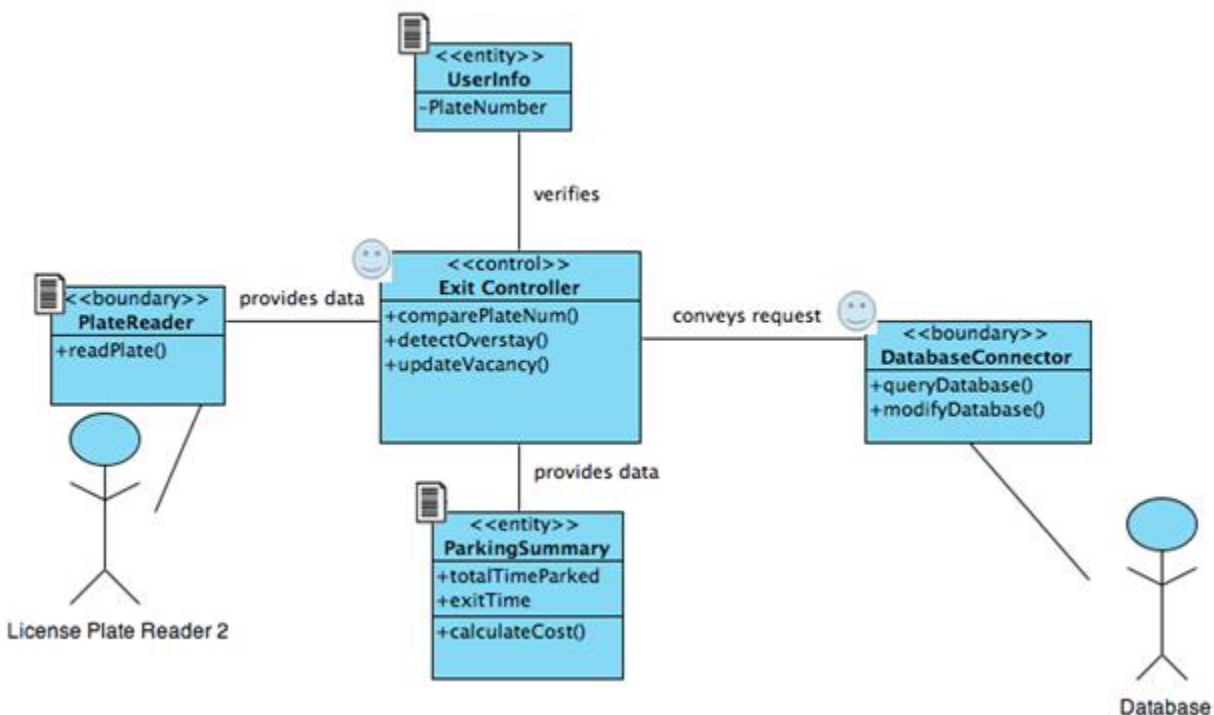 <<entity>>
UserInfo
-PlateNumber
verifies
<<control>>
Exit Controller
+comparePlateNum()
+detectOverstay()
+updateVacancy()
<<boundary>>
PlateReader
+readPlate()
provides data
conveys request
<<boundary>>
DatabaseConnector
+queryDatabase()
+modifyDatabase()
provides data
<<entity>>
ParkingSummary
+totalTimeParked
+exitTime
+calculateCost()
License Plate Reader 2
Database